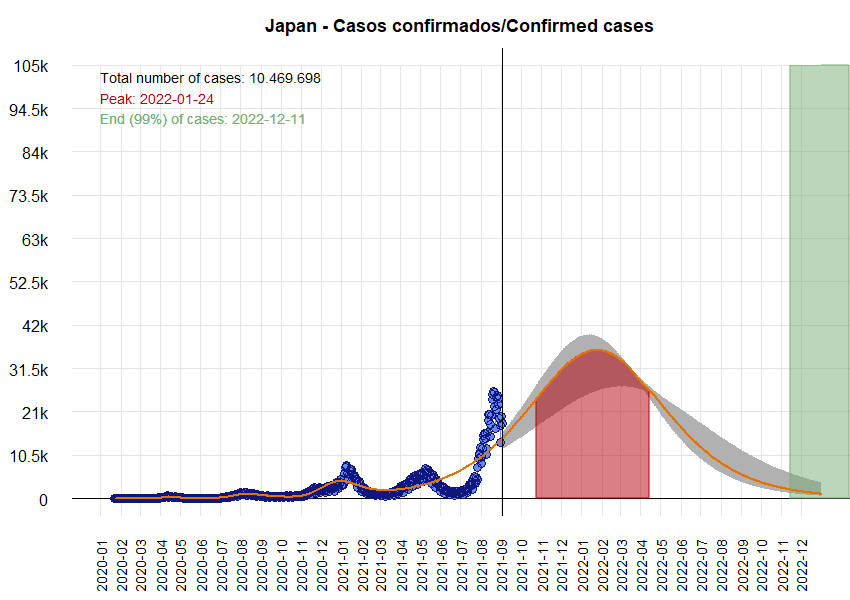 Japan - Casos confirmados/Confirmed cases
105k
Total number of cases: 10.469.698
Peak: 2022-01-24
94.5k
End (99%) of cases: 2022-12-11
84k
73.5k
63k
52.5k
42k
31.5k
21k
10.5k
0
2020-01
2020-02
2020-03
2020-04
2020-05
2020-06
2020-07
2020-08
2020-09
2020-10
2020-11
2020-12
2021-01
2021-02
2021-03
2021-04
2021-05
2021-06
2021-07
2021-08
2021-09
2021-10
2021-11
2021-12
2022-01
2022-02
2022-03
2022-04
2022-05
2022-06
2022-07
2022-08
2022-09
2022-10
2022-11
2022-12